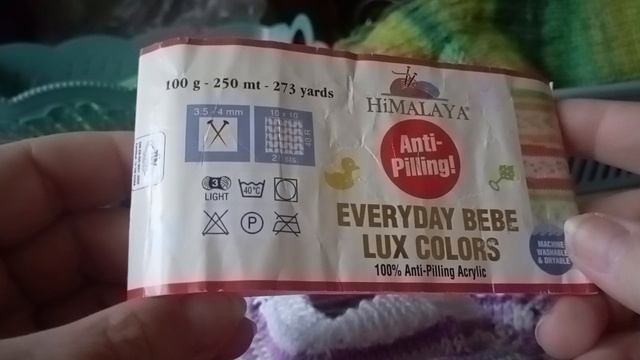 100 g - 250 mt - 273 yards
3.5 - 4 mm
10 x 10
3
LIGHT
40°C
P
HiMALAYA
Anti-
Pilling!
EVERYDAY BEBE
LUX COLORS
100% Anti-Pilling Acrylic
MACHINE
WASHABLE
& DRYABLE